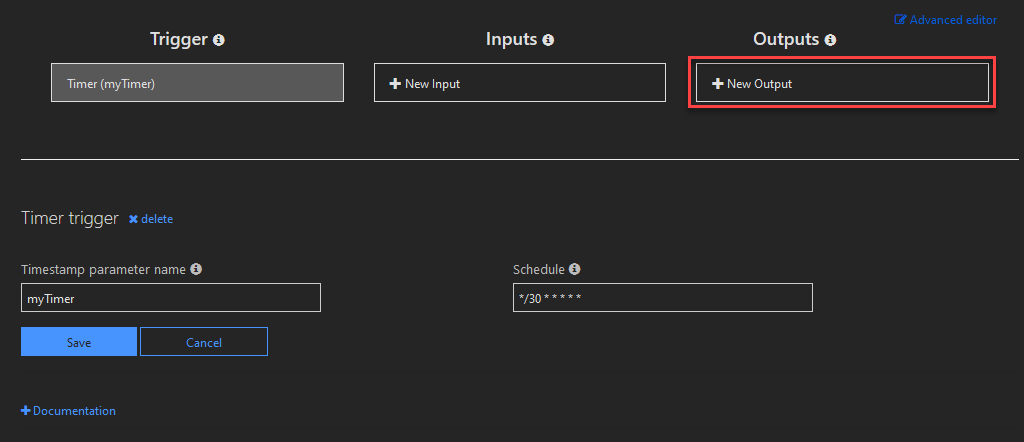 Advanced editor
Trigger
Inputs
Outputs
Timer (myTimer)
New Input
New Output
Timer trigger
delete
Timestamp parameter name
Schedule
myTimer
*/30 * * * * *
Save
Cancel
Documentation